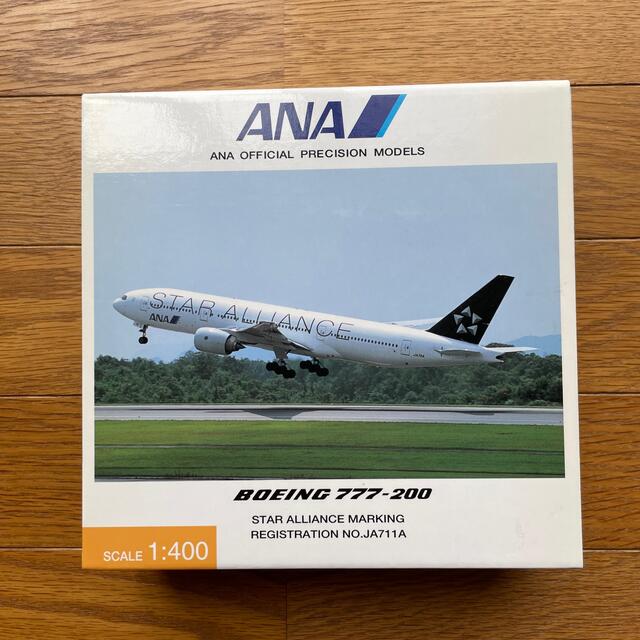 ANA
ANA OFFICIAL PRECISION MODELS
STAR ALLIANCE
ANA
BOEING 777-200
STAR ALLIANCE MARKING
REGISTRATION NO.JA711A
SCALE 1:400